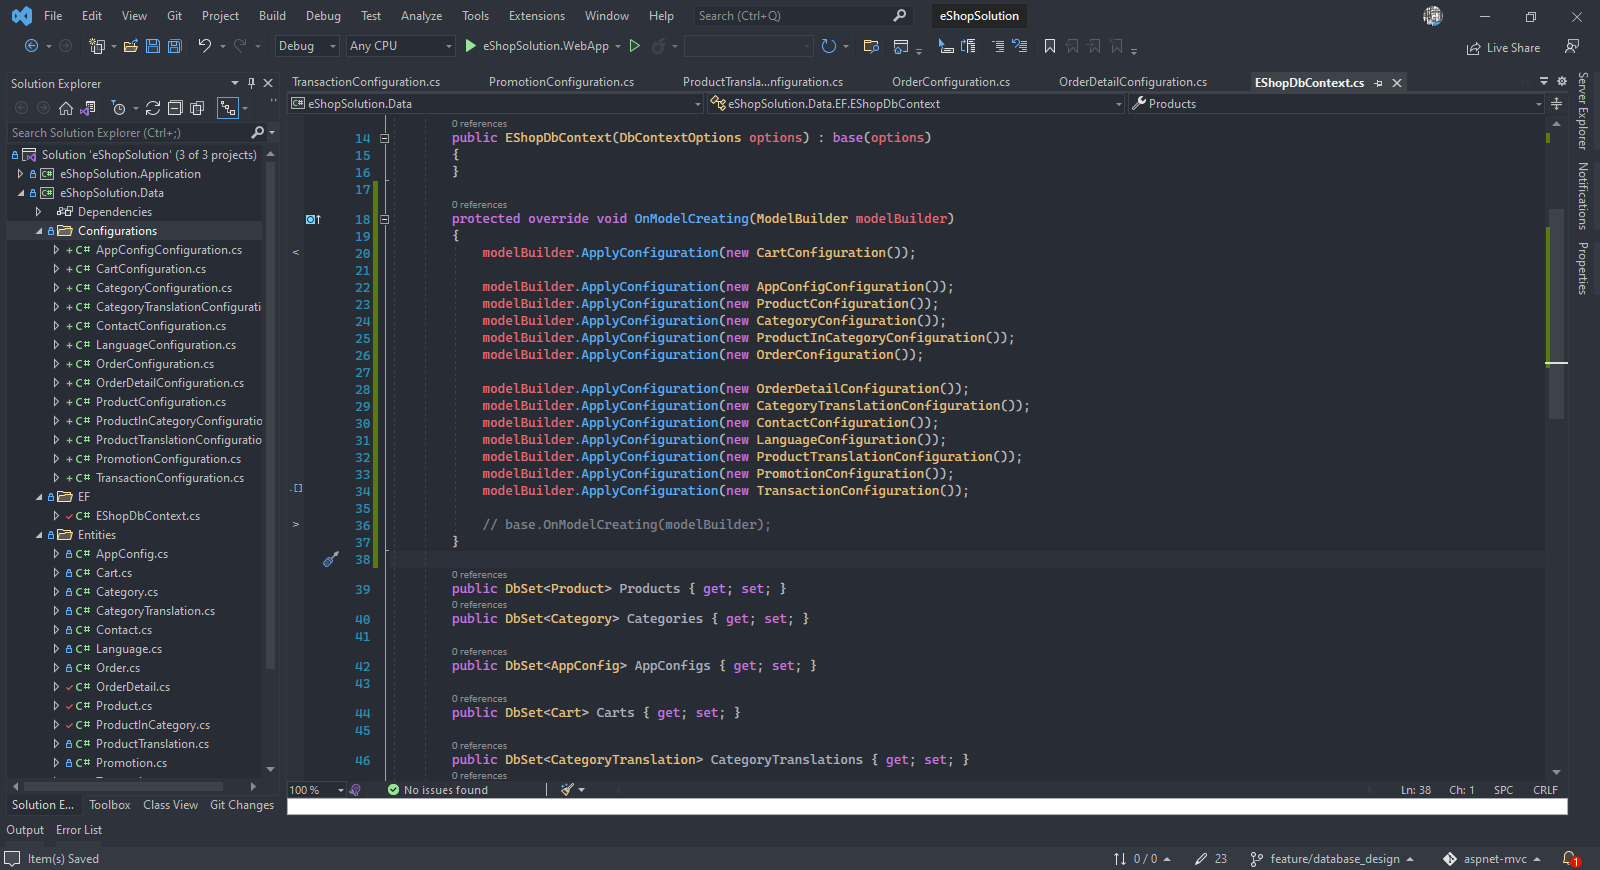 File Edit View Git Project Build Debug Test Analyze Tools Extensions Window Help Search (Ctrl+Q) eShopSolution
Debug Any CPU eShopSolution.WebApp Live Share
Solution Explorer
Search Solution Explorer (Ctrl+;)
Solution 'eShopSolution' (3 of 3 projects)
C# eShopSolution.Application
C# eShopSolution.Data
Dependencies
Configurations
C# AppConfigConfiguration.cs
C# CartConfiguration.cs
C# CategoryConfiguration.cs
C# CategoryTranslationConfigurati
C# ContactConfiguration.cs
C# LanguageConfiguration.cs
C# OrderConfiguration.cs
C# OrderDetailConfiguration.cs
C# ProductConfiguration.cs
C# ProductInCategoryConfiguratio
C# ProductTranslationConfiguratio
C# PromotionConfiguration.cs
C# TransactionConfiguration.cs
EF
C# EShopDbContext.cs
Entities
C# AppConfig.cs
C# Cart.cs
C# Category.cs
C# CategoryTranslation.cs
C# Contact.cs
C# Language.cs
C# Order.cs
C# OrderDetail.cs
C# Product.cs
C# ProductInCategory.cs
C# ProductTranslation.cs
C# Promotion.cs
Solution E... Toolbox Class View Git Changes
TransactionConfiguration.cs PromotionConfiguration.cs ProductTransla...nfiguration.cs OrderConfiguration.cs OrderDetailConfiguration.cs EShopDbContext.cs
C# eShopSolution.Data eShopSolution.Data.EF.EShopDbContext Products
0 references
14 public EShopDbContext(DbContextOptions options) : base(options)
15 {
16 }
17
0 references
18 protected override void OnModelCreating(ModelBuilder modelBuilder)
19 {
20 modelBuilder.ApplyConfiguration(new CartConfiguration());
21
22 modelBuilder.ApplyConfiguration(new AppConfigConfiguration());
23 modelBuilder.ApplyConfiguration(new ProductConfiguration());
24 modelBuilder.ApplyConfiguration(new CategoryConfiguration());
25 modelBuilder.ApplyConfiguration(new ProductInCategoryConfiguration());
26 modelBuilder.ApplyConfiguration(new OrderConfiguration());
27
28 modelBuilder.ApplyConfiguration(new OrderDetailConfiguration());
29 modelBuilder.ApplyConfiguration(new CategoryTranslationConfiguration());
30 modelBuilder.ApplyConfiguration(new ContactConfiguration());
31 modelBuilder.ApplyConfiguration(new LanguageConfiguration());
32 modelBuilder.ApplyConfiguration(new ProductTranslationConfiguration());
33 modelBuilder.ApplyConfiguration(new PromotionConfiguration());
34 modelBuilder.ApplyConfiguration(new TransactionConfiguration());
35
36 // base.OnModelCreating(modelBuilder);
37 }
38
0 references
39 public DbSet<Product> Products { get; set; }
0 references
40 public DbSet<Category> Categories { get; set; }
41
0 references
42 public DbSet<AppConfig> AppConfigs { get; set; }
43
0 references
44 public DbSet<Cart> Carts { get; set; }
45
0 references
46 public DbSet<CategoryTranslation> CategoryTranslations { get; set; }
0 references
100 % No issues found Ln: 38 Ch: 1 SPC CRLF
Server Explorer
Notifications
Properties
Output Error List
Item(s) Saved 0 / 0 23 feature/database_design aspnet-mvc 1